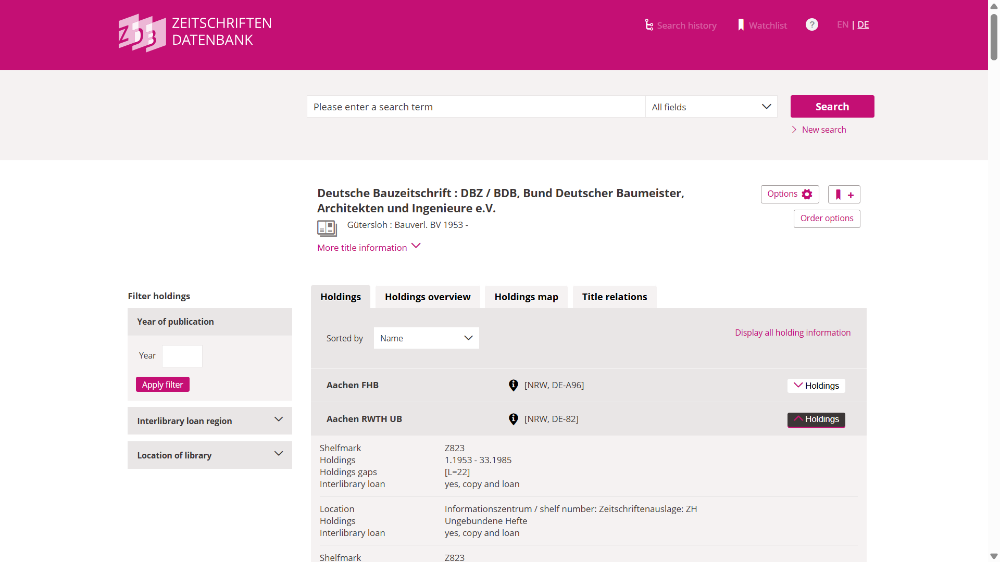 ZDB
ZEITSCHRIFTEN
DATENBANK
Search history
Watchlist
?
EN | DE
Please enter a search term
All fields
Search
New search
Deutsche Bauzeitschrift : DBZ / BDB, Bund Deutscher Baumeister,
Architekten und Ingenieure e.V.
Gütersloh : Bauverl. BV 1953 -
More title information
Options
+
Order options
Filter holdings
Year of publication
Year
Apply filter
Interlibrary loan region
Location of library
Holdings
Holdings overview
Holdings map
Title relations
Sorted by
Name
Display all holding information
Aachen FHB
[NRW, DE-A96]
Holdings
Aachen RWTH UB
[NRW, DE-82]
Holdings
Shelfmark Z823
Holdings 1.1953 - 33.1985
Holdings gaps [L=22]
Interlibrary loan yes, copy and loan
Location Informationszentrum / shelf number: Zeitschriftenauslage: ZH
Holdings Ungebundene Hefte
Interlibrary loan yes, copy and loan
Shelfmark Z823